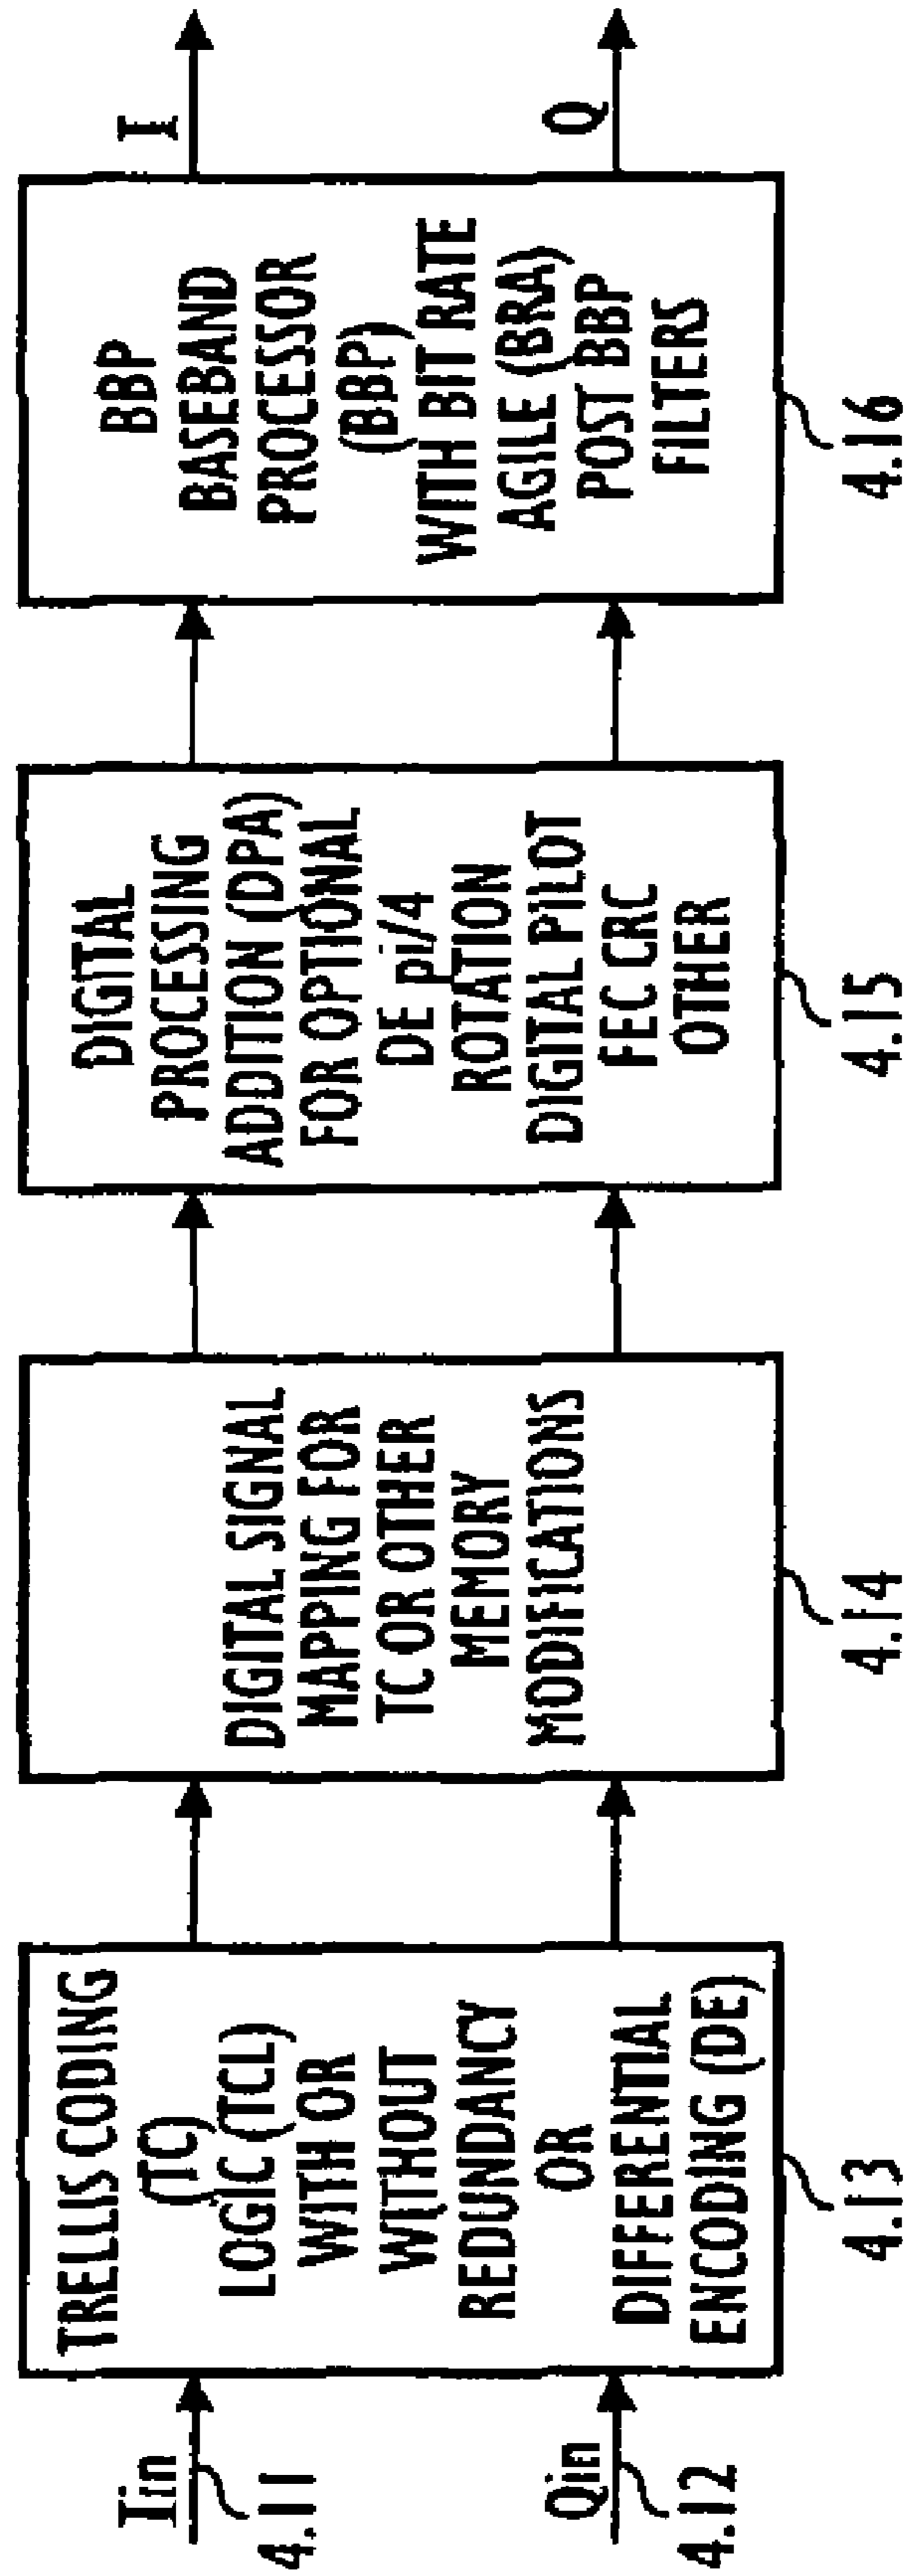 Iin
4.11
Qin
4.12
TRELLIS CODING
(TC)
LOGIC (TCL)
WITH OR
WITHOUT
REDUNDANCY
OR
DIFFERENTIAL
ENCODING (DE)
4.13
DIGITAL SIGNAL
MAPPING FOR
TC OR OTHER
MEMORY
MODIFICATIONS
4.14
DIGITAL
PROCESSING
ADDITION (DPA)
FOR OPTIONAL
DE pi/4
ROTATION
DIGITAL PILOT
FEC CRC
OTHER
4.15
BBP
BASEBAND
PROCESSOR
(BBP)
WITH BIT RATE
AGILE (BRA)
POST BBP
FILTERS
4.16
I
Q